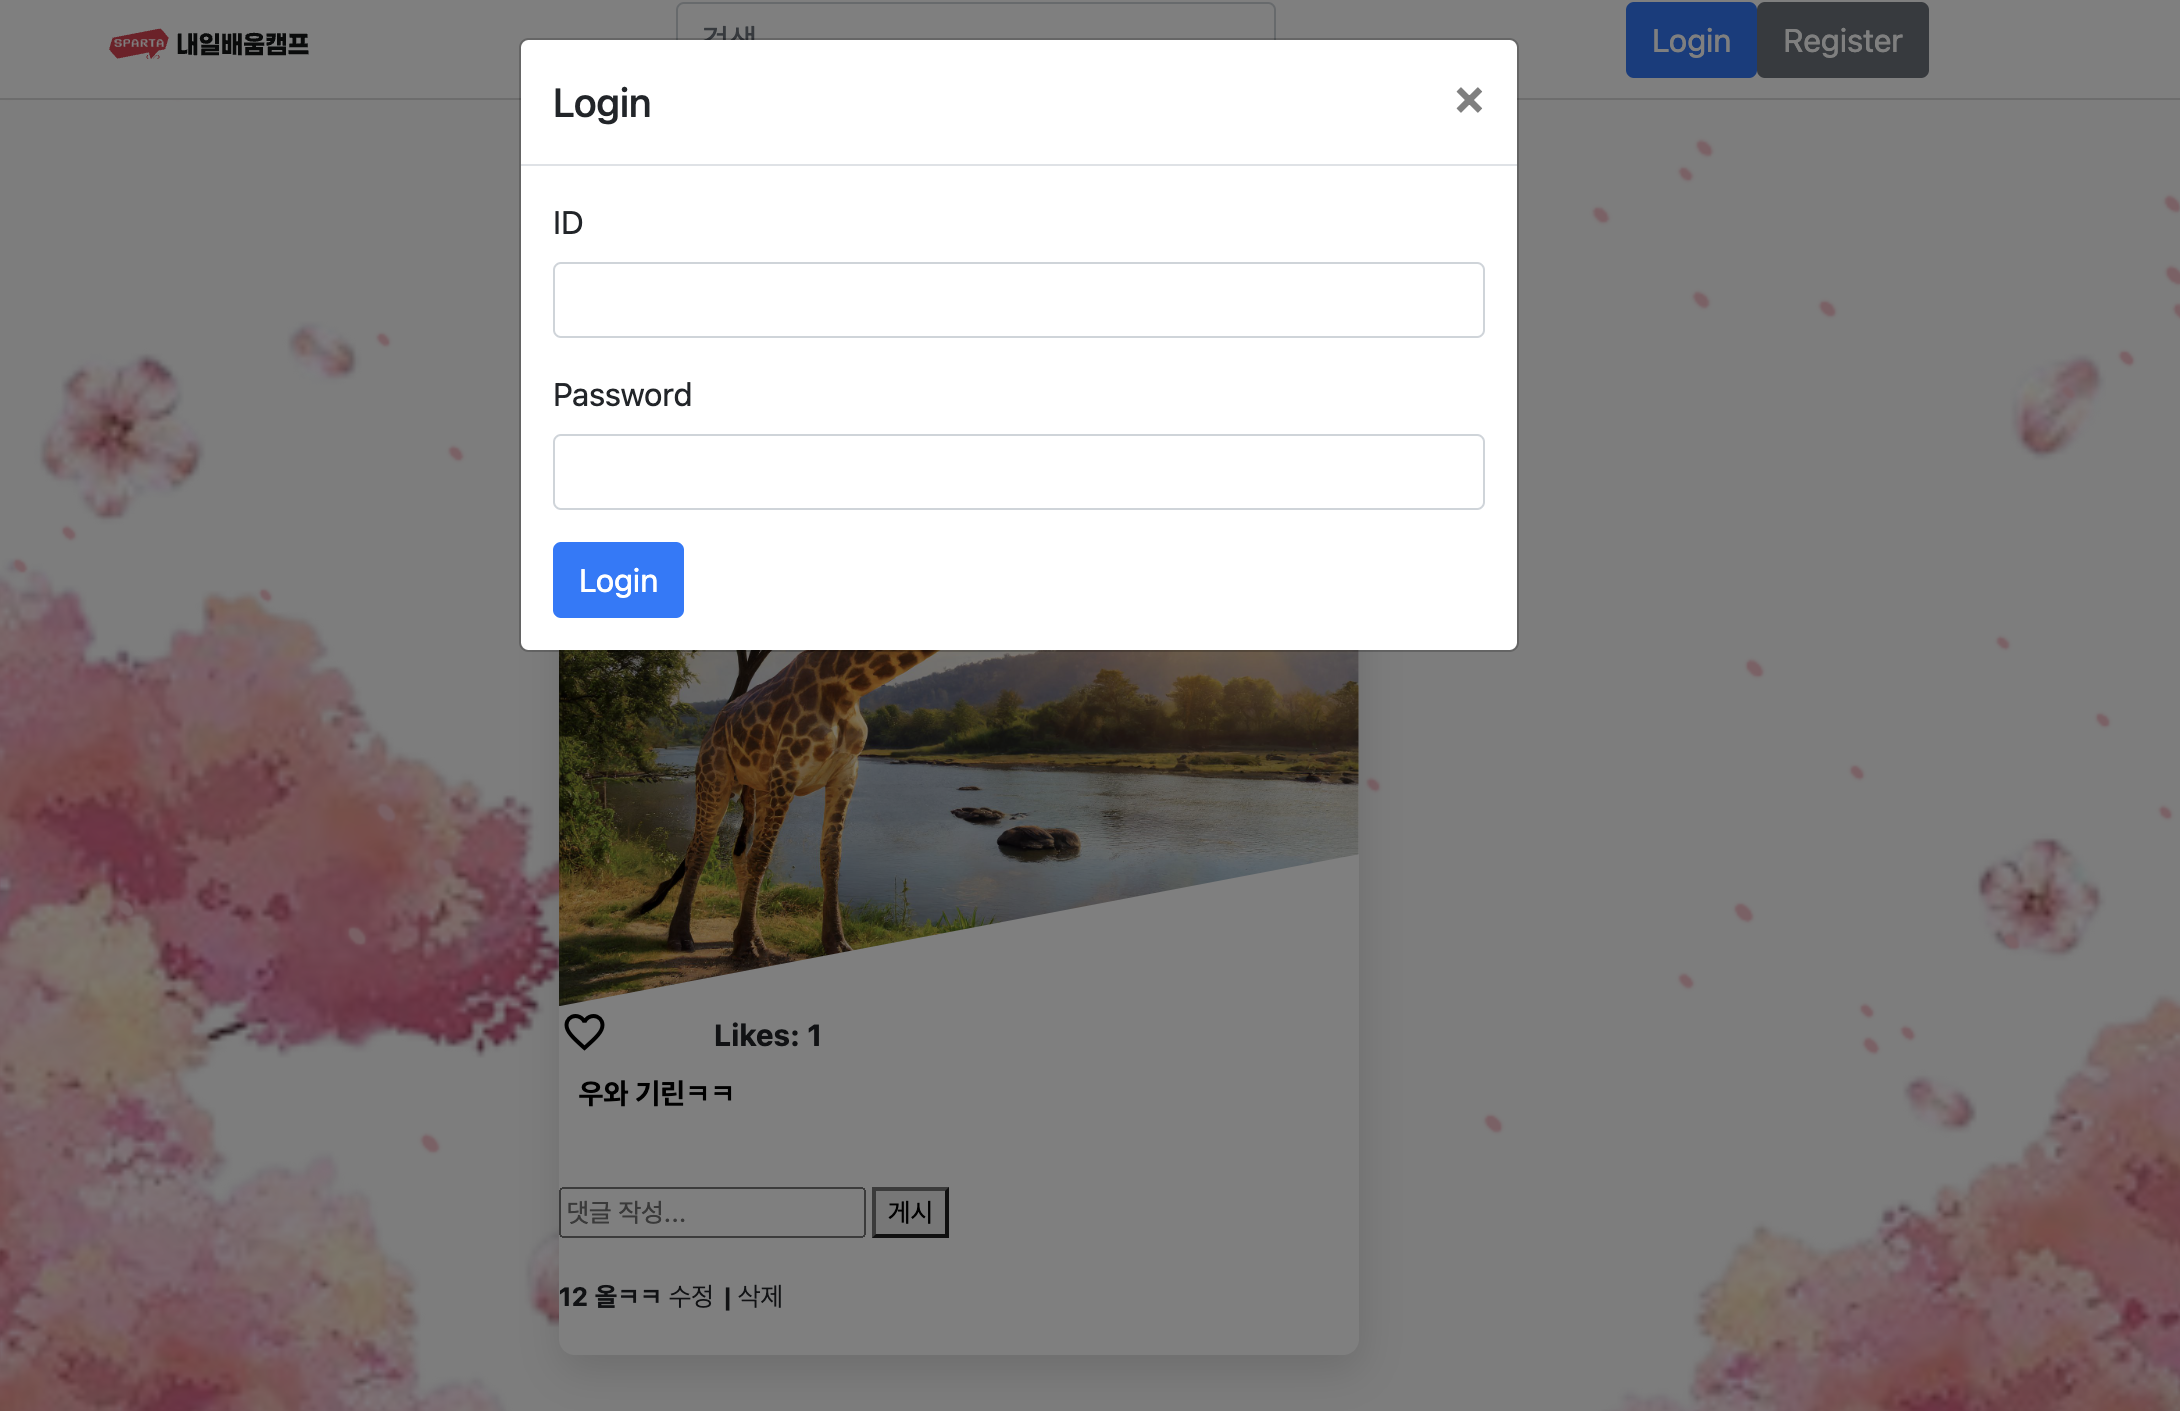 SPARTA 내일배움캠프
검색
Login Register
Login
ID
Password
Login
Likes: 1
우와 기린ㅋㅋ
댓글 작성... 게시
12 올ㅋㅋ 수정 | 삭제